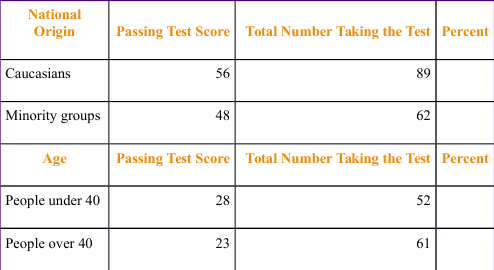 National
Origin Passing Test Score Total Number Taking the Test Percent
Caucasians 56 89
Minority groups 48 62
Age Passing Test Score Total Number Taking the Test Percent
People under 40 28 52
People over 40 23 61